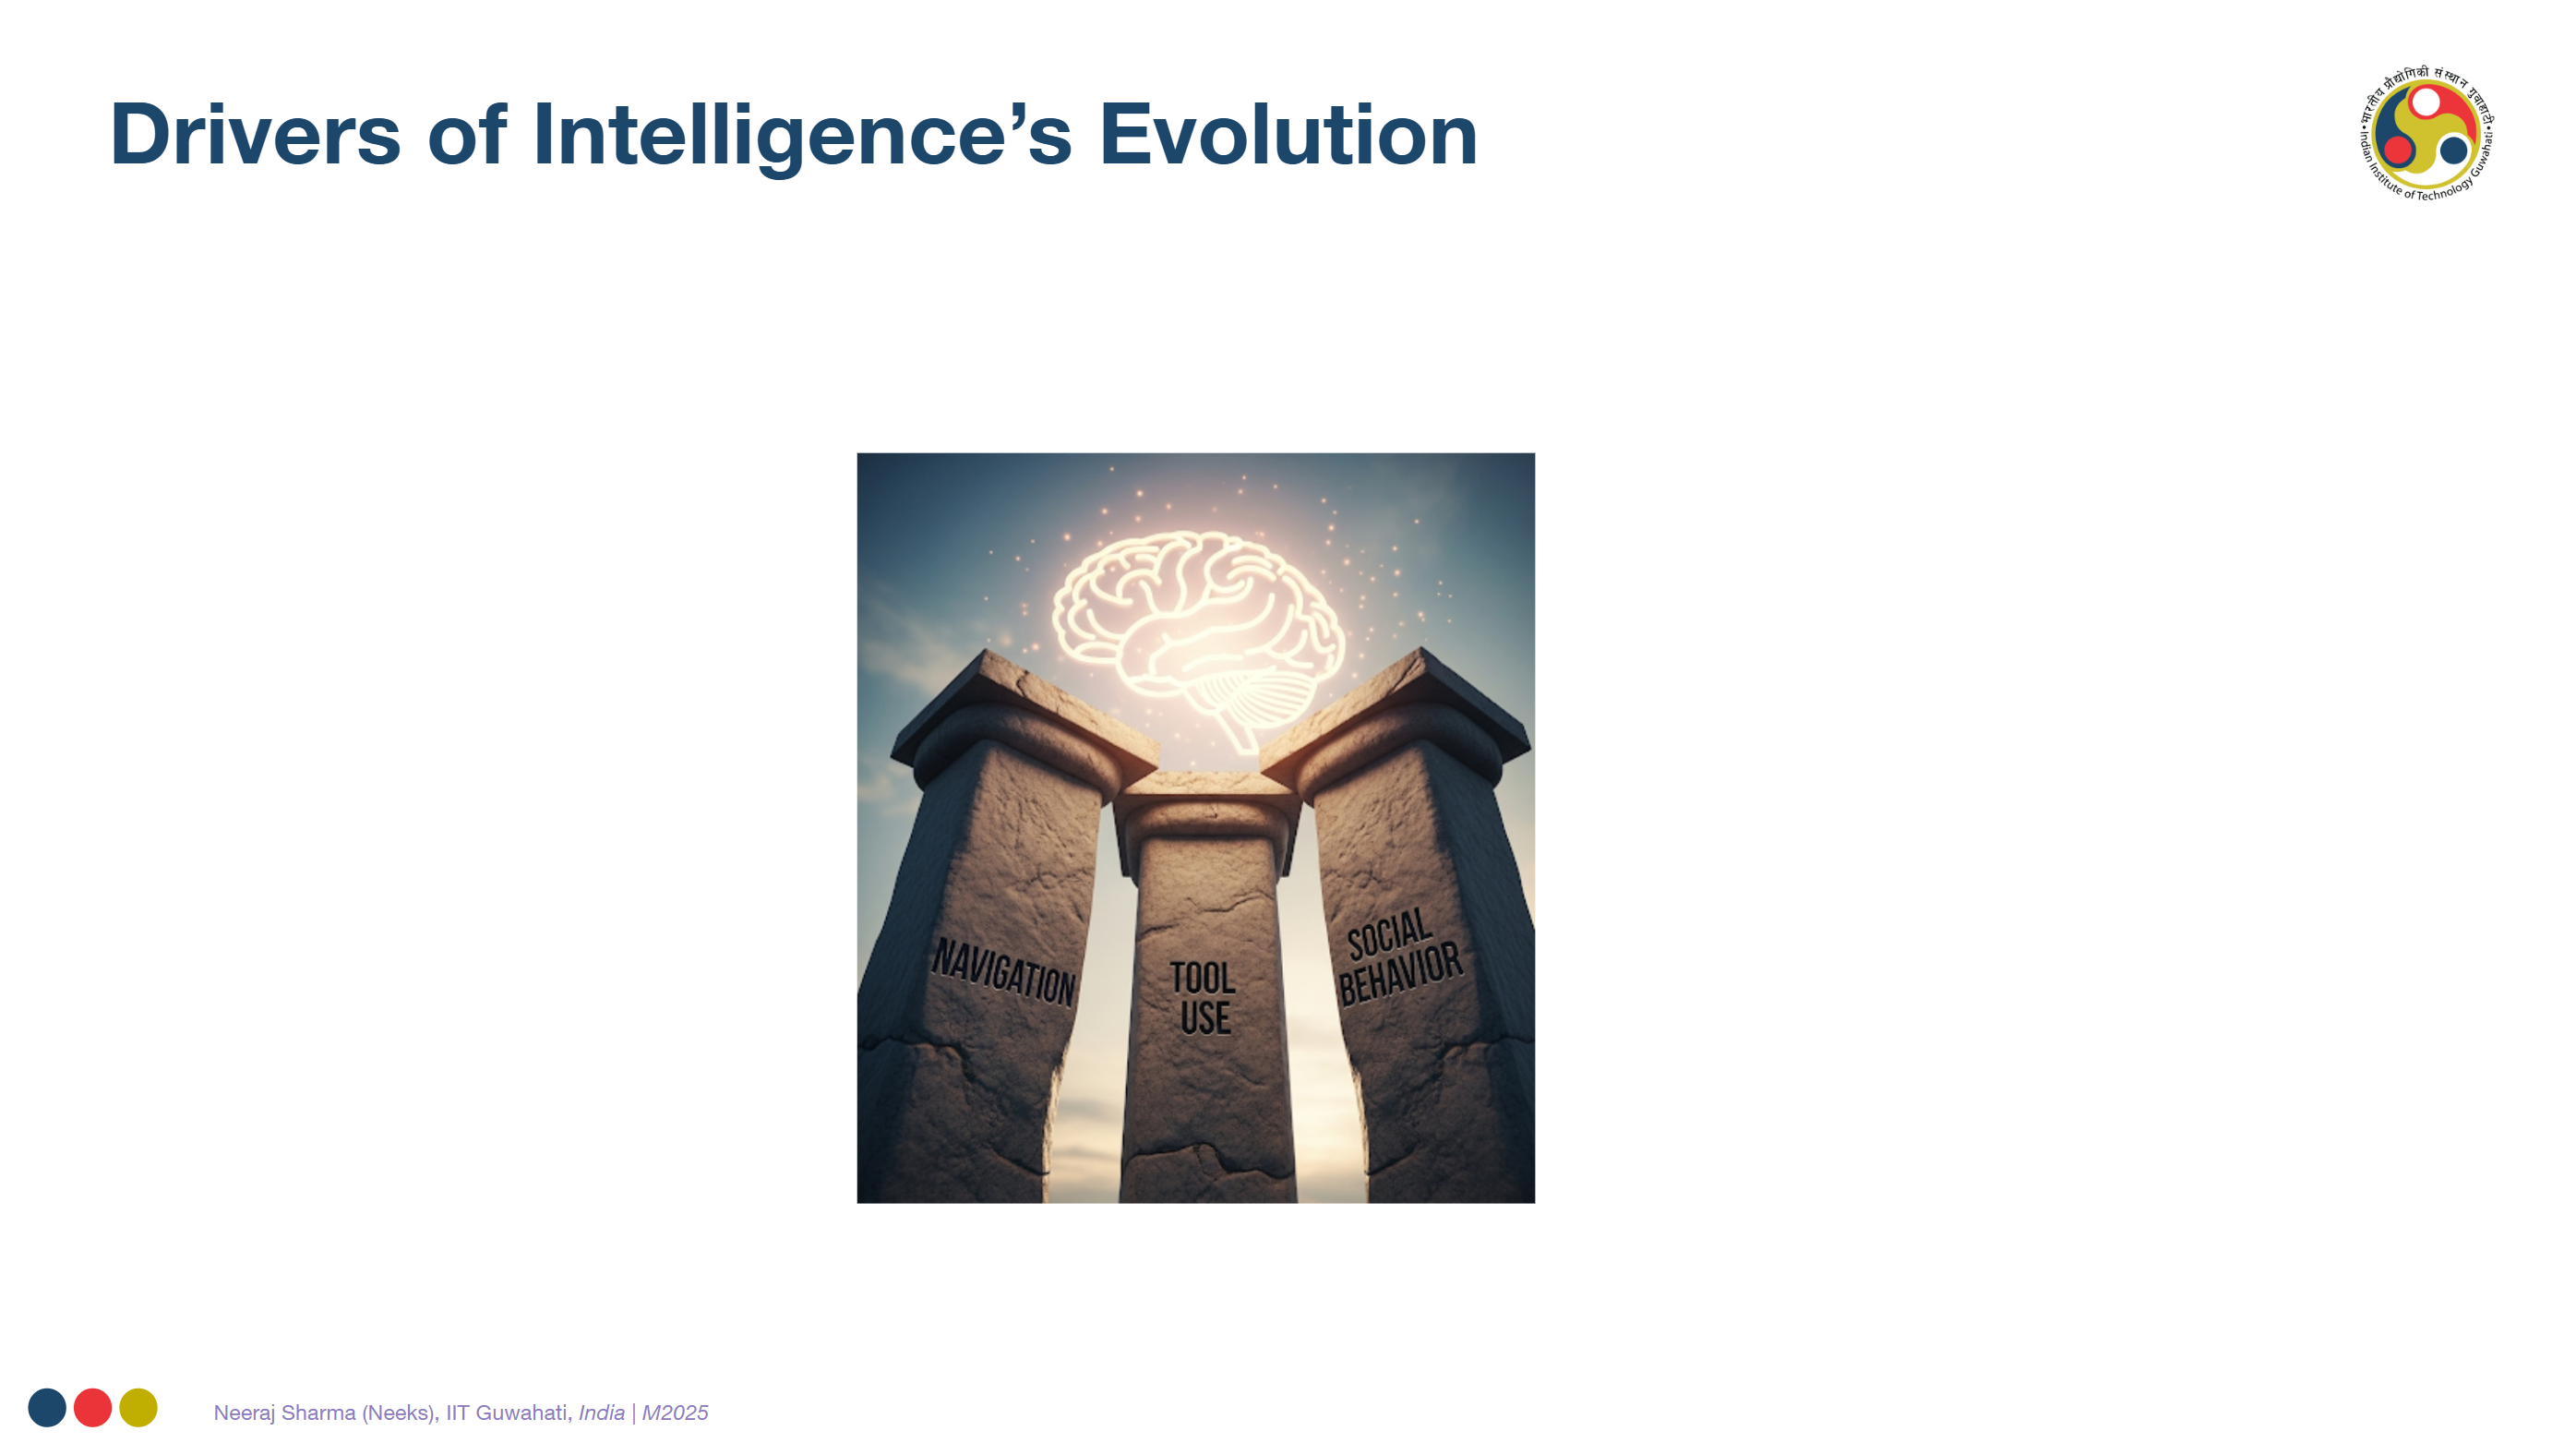 Drivers of Intelligence’s Evolution
भारतीय प्रौद्योगिकी संस्थान गुवाहाटी
Indian Institute of Technology Guwahati
NAVIGATION
TOOL
USE
SOCIAL
BEHAVIOR
Neeraj Sharma (Neeks), IIT Guwahati, India | M2025